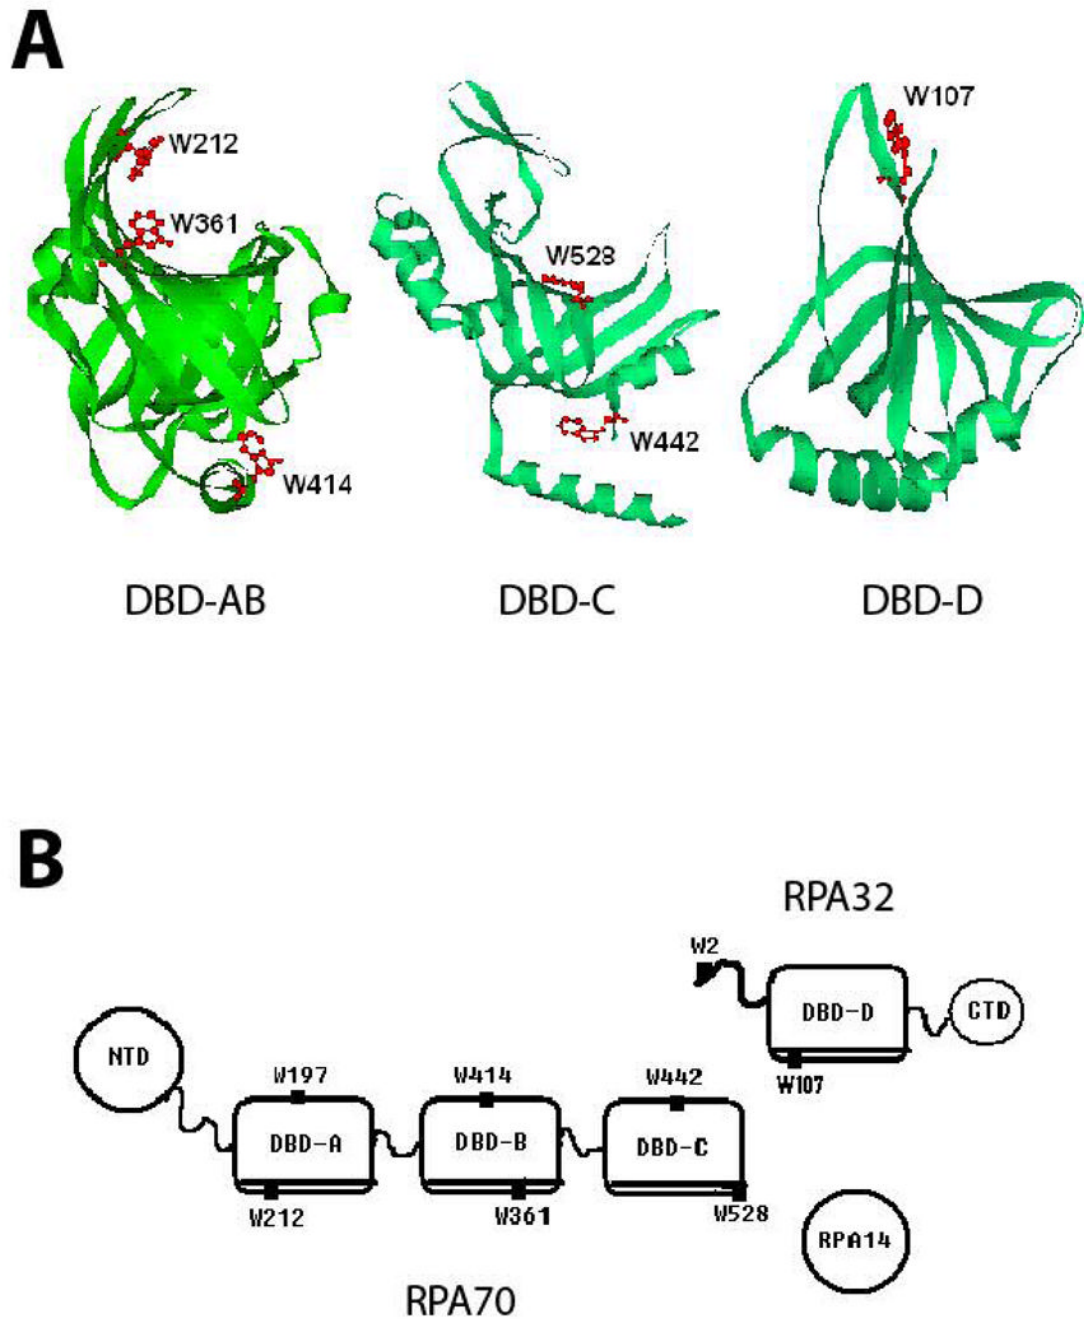 A
W107
W212
W361
W528
W442
W414
DBD-AB
DBD-C
DBD-D
B
RPA32
W2
DBD-D
CTD
W107
NTD
W197
W414
W442
DBD-A
DBD-B
DBD-C
W212
W361
W528
RPA14
RPA70